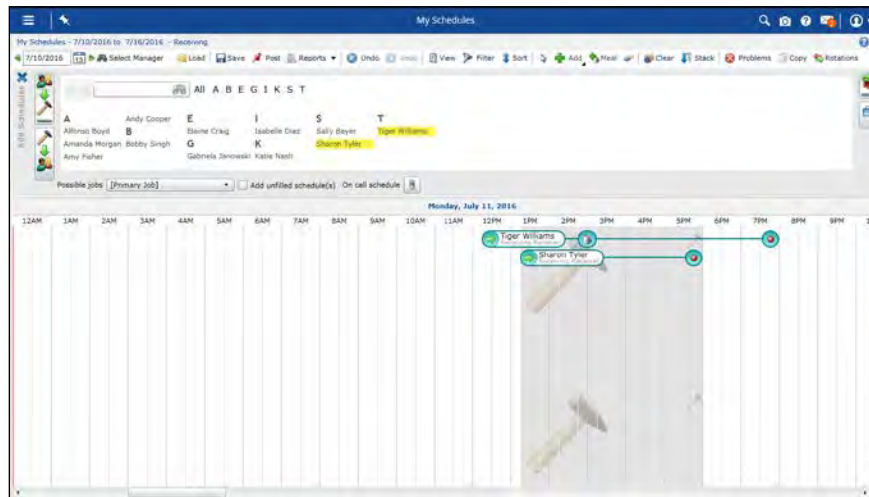 My Schedules
My Schedules - 7/10/2016 to 7/16/2016 - Receiving
7/10/2016 Select Manager Load Save Post Reports Undo View Filter Sort Add Meal Clear Stack Problems Copy Rotations
All A B E G I K S T
A Andy Cooper E I S T
Alfonso Boyd B Elaine Craig Isabelle Diaz Sally Beyer Tiger Williams
Amanda Morgan Bobby Singh G K Sharon Tyler
Amy Fisher Gabriela Janowski Katie Nash
Possible jobs [Primary Job] Add unfilled schedule(s) On call schedule
Monday, July 11, 2016
12AM 1AM 2AM 3AM 4AM 5AM 6AM 7AM 8AM 9AM 10AM 11AM 12PM 1PM 2PM 3PM 4PM 5PM 6PM 7PM 8PM 9PM
Tiger Williams
Sharon Tyler